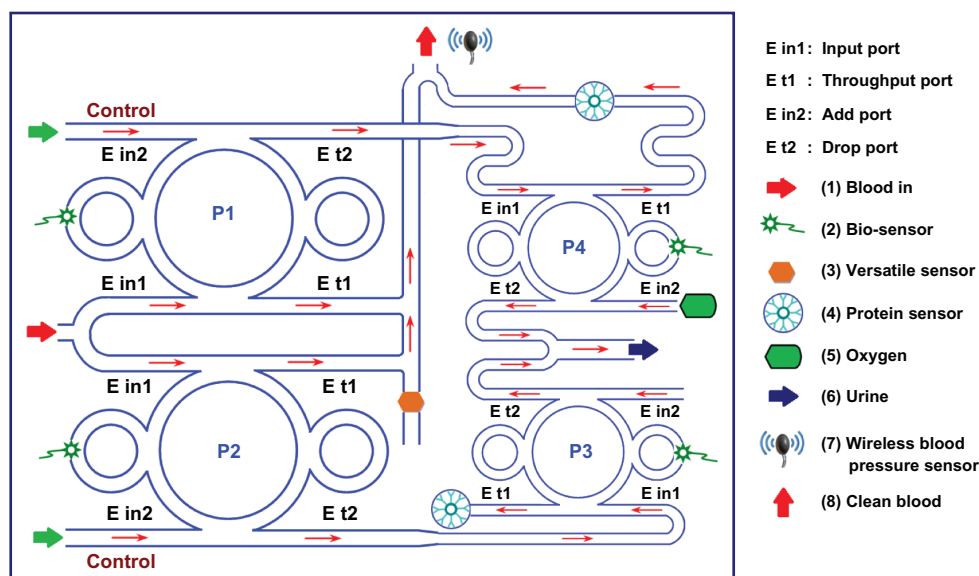 Control
E in2
E t2
P1
E in1
E t1
E in1
E t1
P2
E in2
E t2
Control
E in1
E t1
P4
E t2
E in2
E t2
E in2
P3
E t1
E in1
E in1: Input port
E t1 : Throughput port
E in2: Add port
E t2 : Drop port
(1) Blood in
(2) Bio-sensor
(3) Versatile sensor
(4) Protein sensor
(5) Oxygen
(6) Urine
(7) Wireless blood
pressure sensor
(8) Clean blood